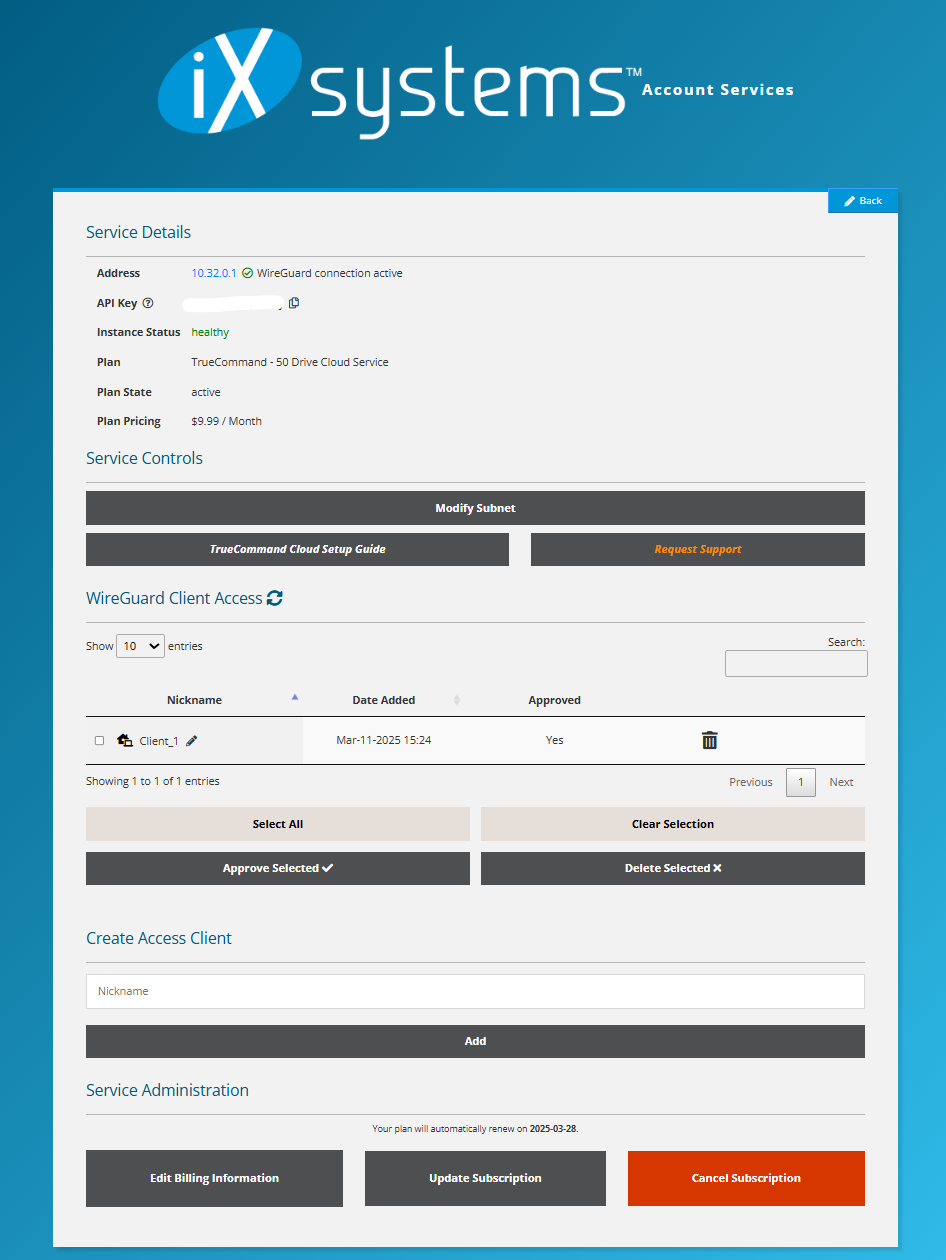 iXsystems™ Account Services
Back
Service Details
Address 10.32.0.1 WireGuard connection active
API Key
Instance Status healthy
Plan TrueCommand - 50 Drive Cloud Service
Plan State active
Plan Pricing $9.99 / Month
Service Controls
Modify Subnet
TrueCommand Cloud Setup Guide Request Support
WireGuard Client Access
Show 10 entries Search:
Nickname Date Added Approved
Client_1 Mar-11-2025 15:24 Yes
Showing 1 to 1 of 1 entries Previous 1 Next
Select All Clear Selection
Approve Selected Delete Selected
Create Access Client
Nickname
Add
Service Administration
Your plan will automatically renew on 2025-03-28.
Edit Billing Information Update Subscription Cancel Subscription